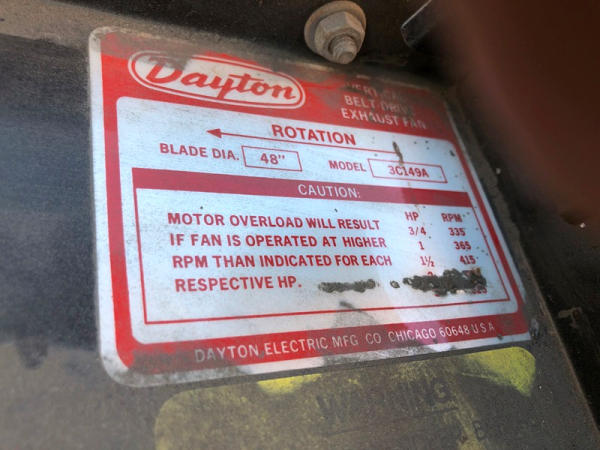 Dayton
VERTICAL
BELT DRIVE
EXHAUST FAN
ROTATION
BLADE DIA. 48"
MODEL 3C149A
CAUTION:
MOTOR OVERLOAD WILL RESULT
IF FAN IS OPERATED AT HIGHER
RPM THAN INDICATED FOR EACH
RESPECTIVE HP.
HP RPM
3/4 335
1 365
1½ 415
DAYTON ELECTRIC MFG CO CHICAGO 60648 U S A
WARNING